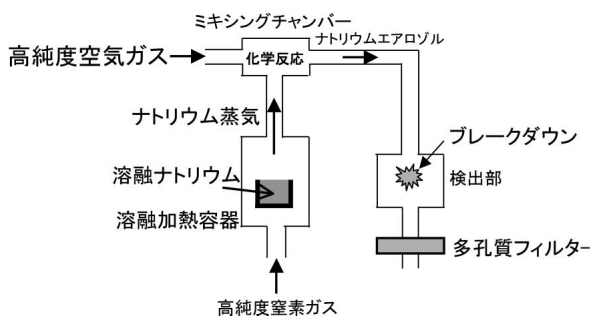 ミキシングチャンバー
ナトリウムエアロゾル
高純度空気ガス
化学反応
ナトリウム蒸気
ブレークダウン
溶融ナトリウム
検出部
溶融加熱容器
多孔質フィルター
高純度窒素ガス